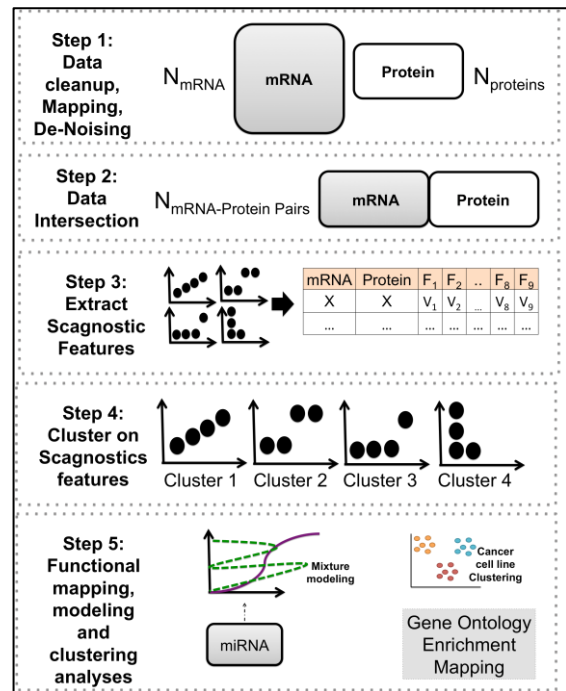 Step 1:
Data
cleanup,
Mapping,
De-Noising
NmRNA
mRNA
Protein
Nproteins
Step 2:
Data
Intersection
NmRNA-Protein Pairs
mRNA
Protein
Step 3:
Extract
Scagnostic
Features
mRNA Protein F1 F2 .. F8 F9
X X V1 V2 ... V8 V9
... ... ... ... ... ...
Step 4:
Cluster on
Scagnostics
features
Cluster 1 Cluster 2 Cluster 3 Cluster 4
Step 5:
Functional
mapping,
modeling
and
clustering
analyses
Mixture
modeling
miRNA
Cancer
cell line
Clustering
Gene Ontology
Enrichment
Mapping